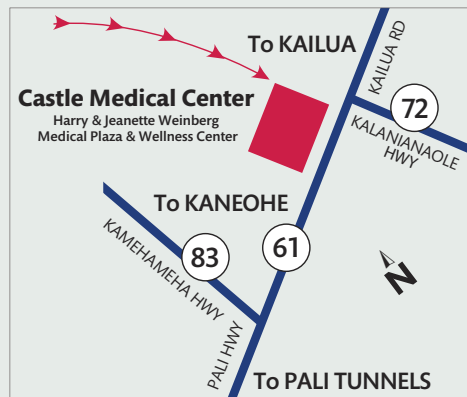 To KAILUA
KAILUA RD
Castle Medical Center
Harry & Jeanette Weinberg
Medical Plaza & Wellness Center
72
KALANIANAOLE
HWY
To KANEOHE
83
61
KAMEHAMEHA HWY
N
PALI HWY
To PALI TUNNELS